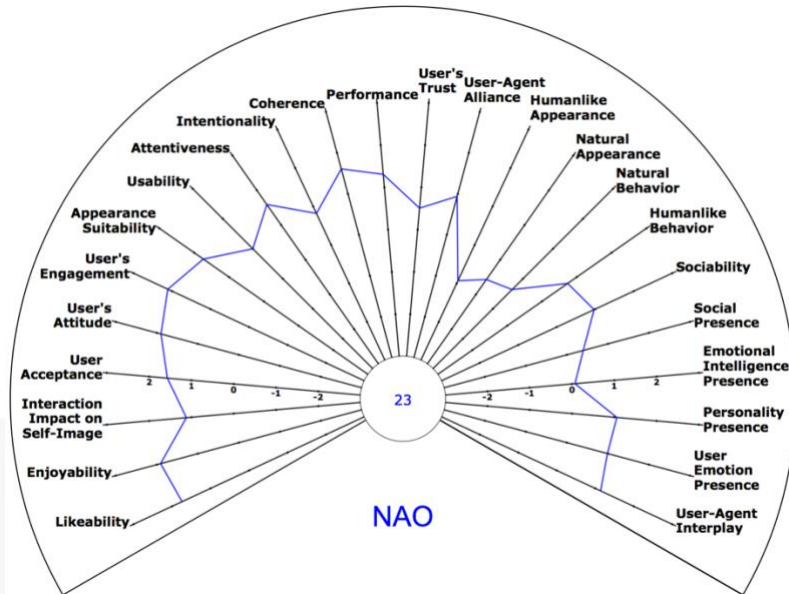 User's
Trust
User-Agent
Alliance
Performance
Coherence
Humanlike
Appearance
Intentionality
Attentiveness
Natural
Appearance
Usability
Natural
Behavior
Appearance
Suitability
Humanlike
Behavior
User's
Engagement
Sociability
User's
Attitude
Social
Presence
User
Acceptance
2 1 0 -1 -2
-2 -1 0 1 2
Emotional
Intelligence
Presence
23
Interaction
Impact on
Self-Image
Personality
Presence
Enjoyability
User
Emotion
Presence
Likeability
NAO
User-Agent
Interplay